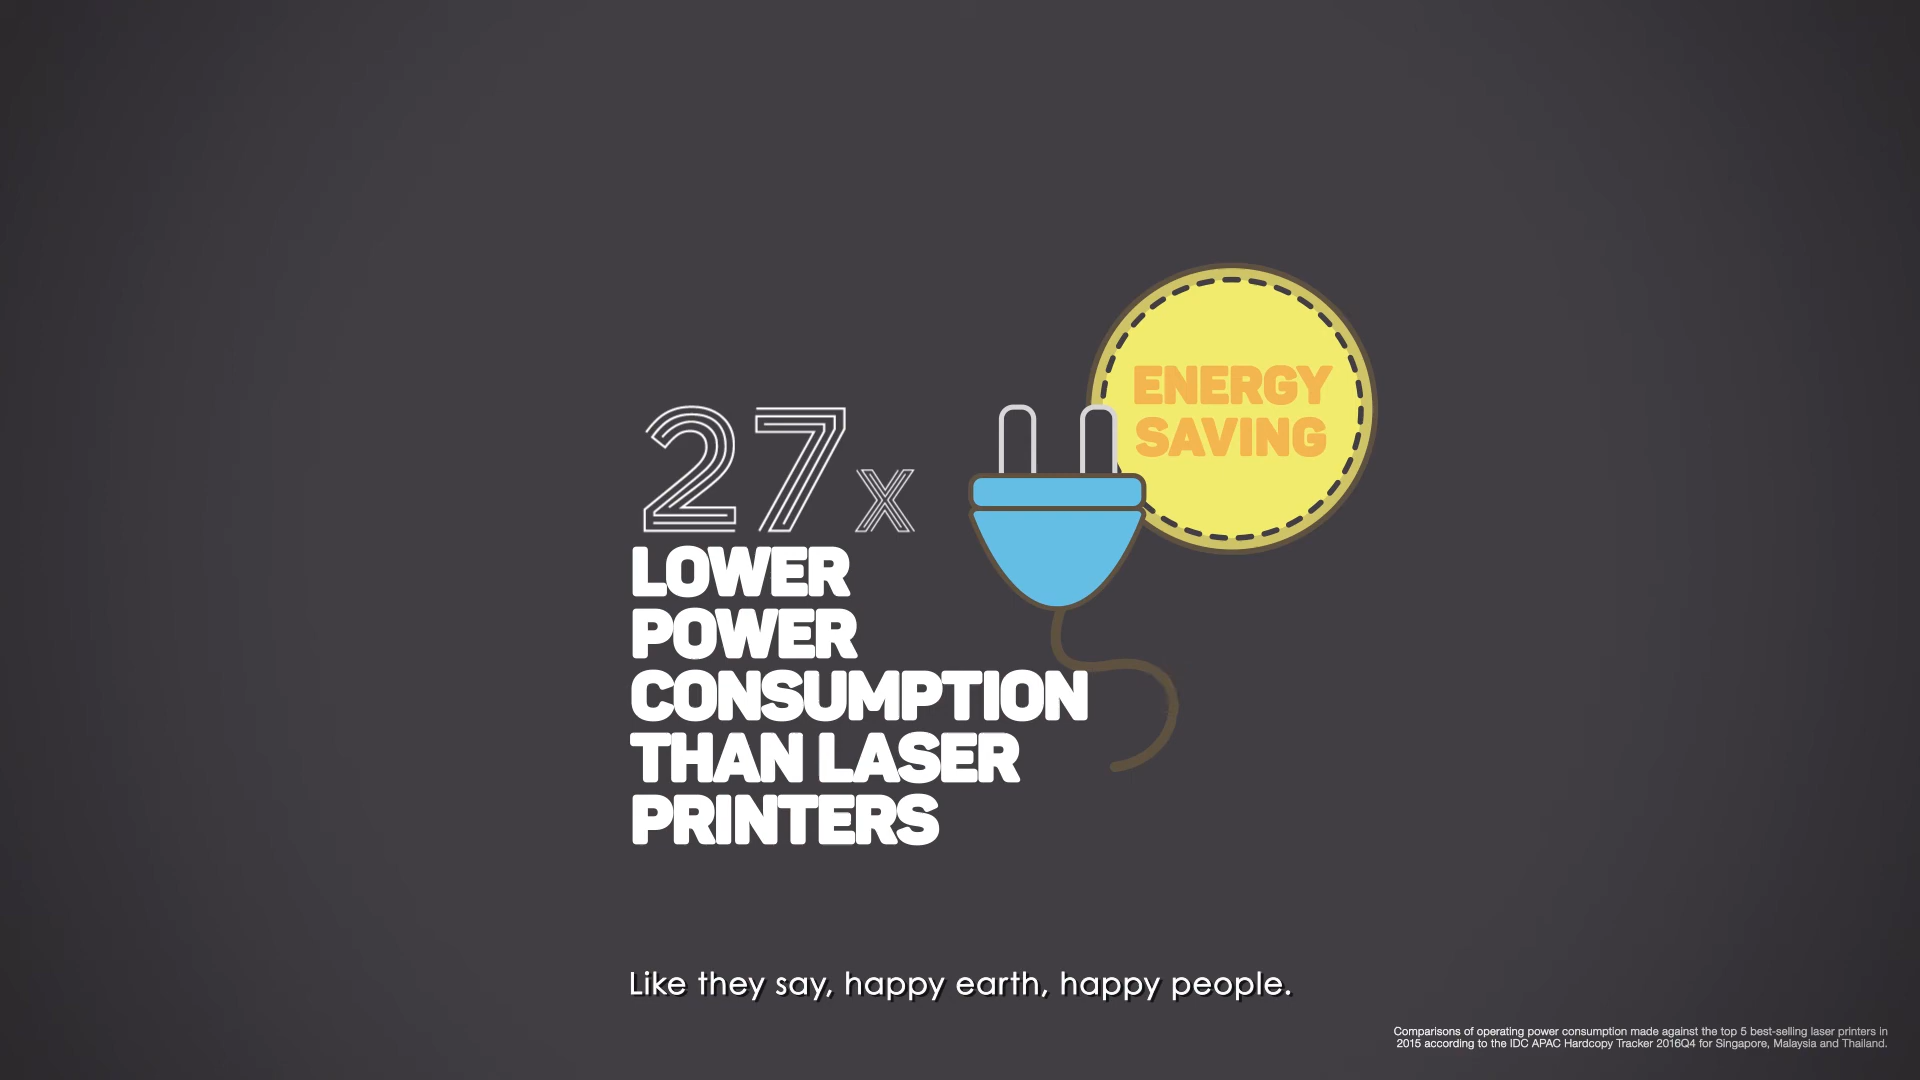 ENERGY
SAVING
27x
LOWER
POWER
CONSUMPTION
THAN LASER
PRINTERS
Like they say, happy earth, happy people.
Comparisons of operating power consumption made against the top 5 best-selling laser printers in
2015 according to the IDC APAC Hardcopy Tracker 2016Q4 for Singapore, Malaysia and Thailand.